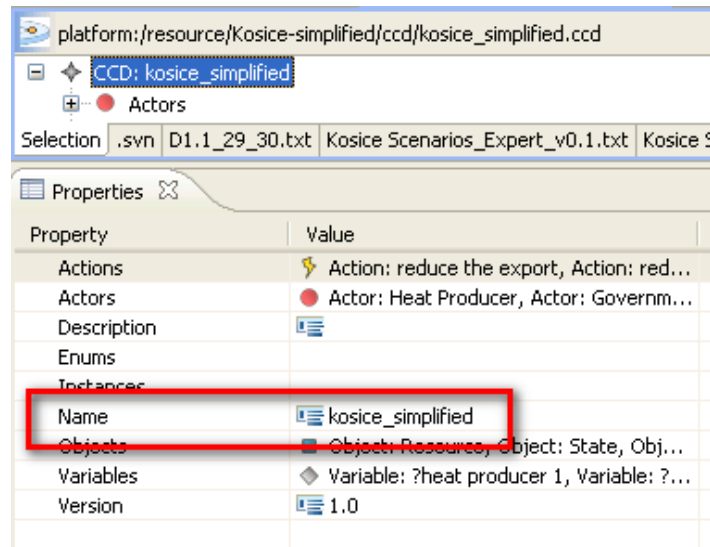 platform:/resource/Kosice-simplified/ccd/kosice_simplified.ccd
CCD: kosice_simplified
Actors
Selection .svn D1.1_29_30.txt Kosice Scenarios_Expert_v0.1.txt Kosice S
Properties
Property Value
Actions Action: reduce the export, Action: red...
Actors Actor: Heat Producer, Actor: Governm...
Description
Enums
Instances
Name kosice_simplified
Objects Object: Resource, Object: State, Obj...
Variables Variable: ?heat producer 1, Variable: ?...
Version 1.0